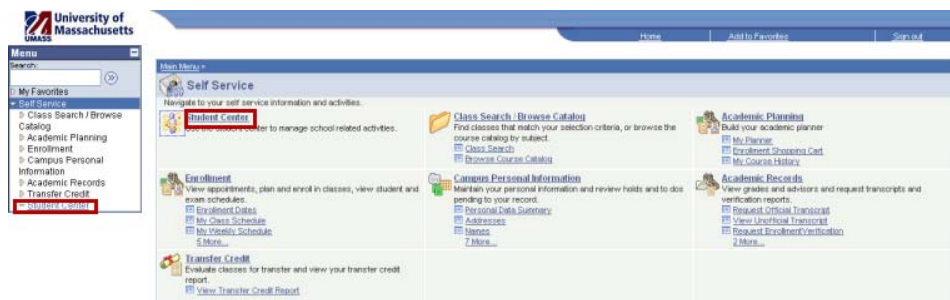 University of
Massachusetts
UMASS
Home
Add to Favorites
Sign out
Menu
Search:
My Favorites
Self Service
Class Search / Browse
Catalog
Academic Planning
Enrollment
Campus Personal
Information
Academic Records
Transfer Credit
Student Center
Main Menu >
Self Service
Navigate to your self service information and activities.
Student Center
Use the student center to manage school related activities.
Class Search / Browse Catalog
Find classes that match your selection criteria, or browse the
course catalog by subject.
Class Search
Browse Course Catalog
Academic Planning
Build your academic planner
My Planner
Enrollment Shopping Cart
My Course History
Enrollment
View appointments, plan and enroll in classes, view student and
exam schedules.
Enrollment Dates
My Class Schedule
My Weekly Schedule
5 More...
Campus Personal Information
Maintain your personal information and review holds and to dos
pending to your record.
Personal Data Summary
Addresses
Names
7 More...
Academic Records
View grades and advisors and request transcripts and
verification reports.
Request Official Transcript
View Unofficial Transcript
Request Enrollment Verification
2 More...
Transfer Credit
Evaluate classes for transfer and view your transfer credit
report.
View Transfer Credit Report